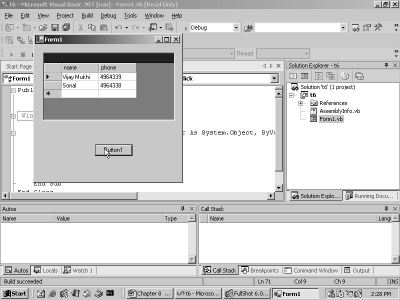 t6 - Microsoft Visual Basic .NET [run] - Form1.vb [Read Only]
File Edit View Project Build Debug Tools Window Help
Debug
Thread
Form1
name phone
Vijay Mukhi 4964339
Sonal 4964338
Button1
Start Page
Form1
lick
Publ
Win
As System.Object, ByVa
End Sub
End Class
Solution Explorer - t6
Solution 't6' (1 project)
t6
References
AssemblyInfo.vb
Form1.vb
Solution Explo...
Running Docum...
Autos
Name Value Type
Autos Locals Watch 1
Call Stack
Name Lang
Call Stack Breakpoints Command Window Output
Build succeeded Ln 71 Col 9 Ch 9 INS
Start
Chapter 8
t6 - Microso...
FullShot 6.0...
Form1
2:28 PM